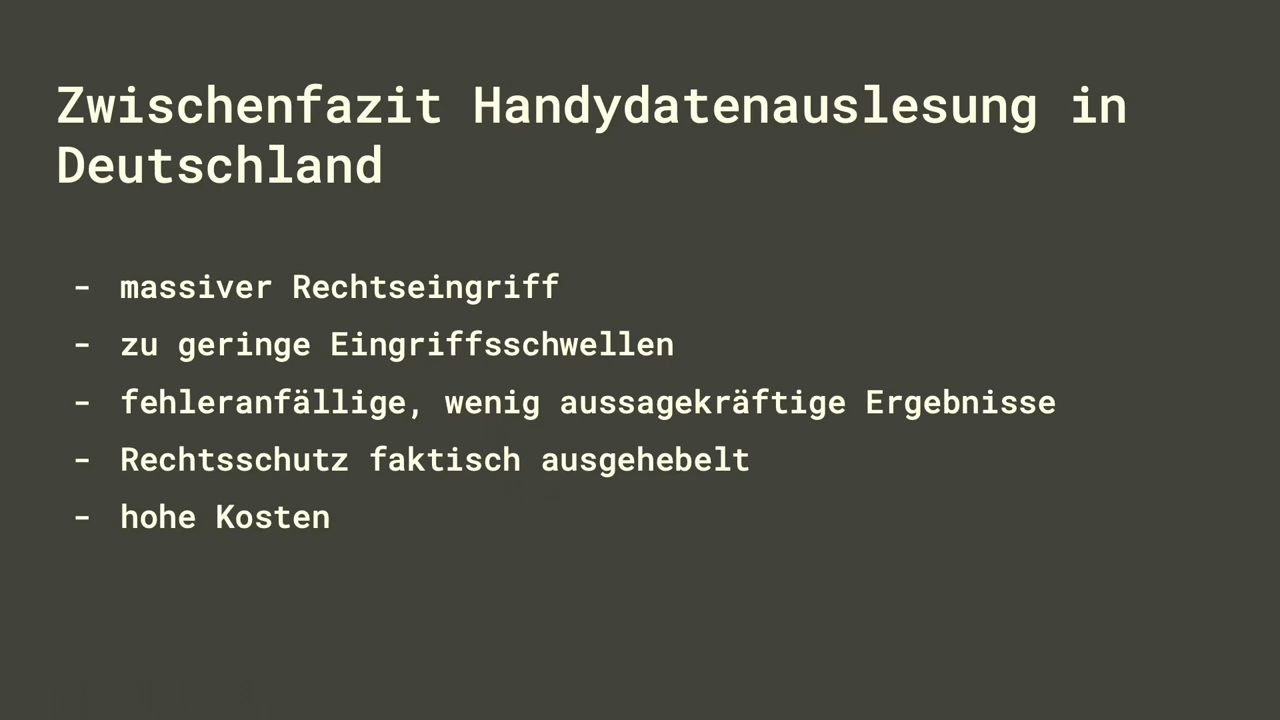 Zwischenfazit Handydatenauslesung in
Deutschland
- massiver Rechtseingriff
- zu geringe Eingriffsschwellen
- fehleranfällige, wenig aussagekräftige Ergebnisse
- Rechtsschutz faktisch ausgehebelt
- hohe Kosten